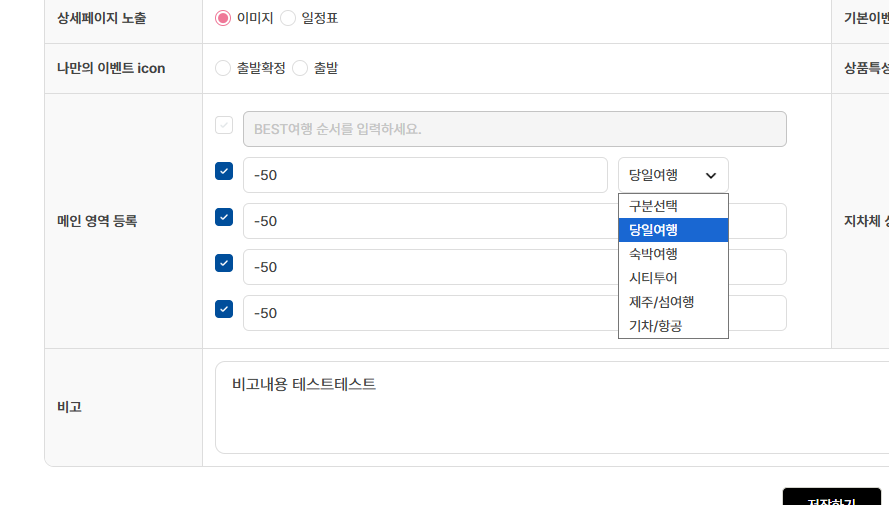 상세페이지 노출
이미지 일정표
기본이벤
나만의 이벤트 icon
출발확정 출발
상품특성
메인 영역 등록
BEST여행 순서를 입력하세요.
-50
당일여행
구분선택
당일여행
숙박여행
시티투어
제주/섬여행
기차/항공
-50
-50
-50
지차체 상
비고
비고내용 테스트테스트
저장하기